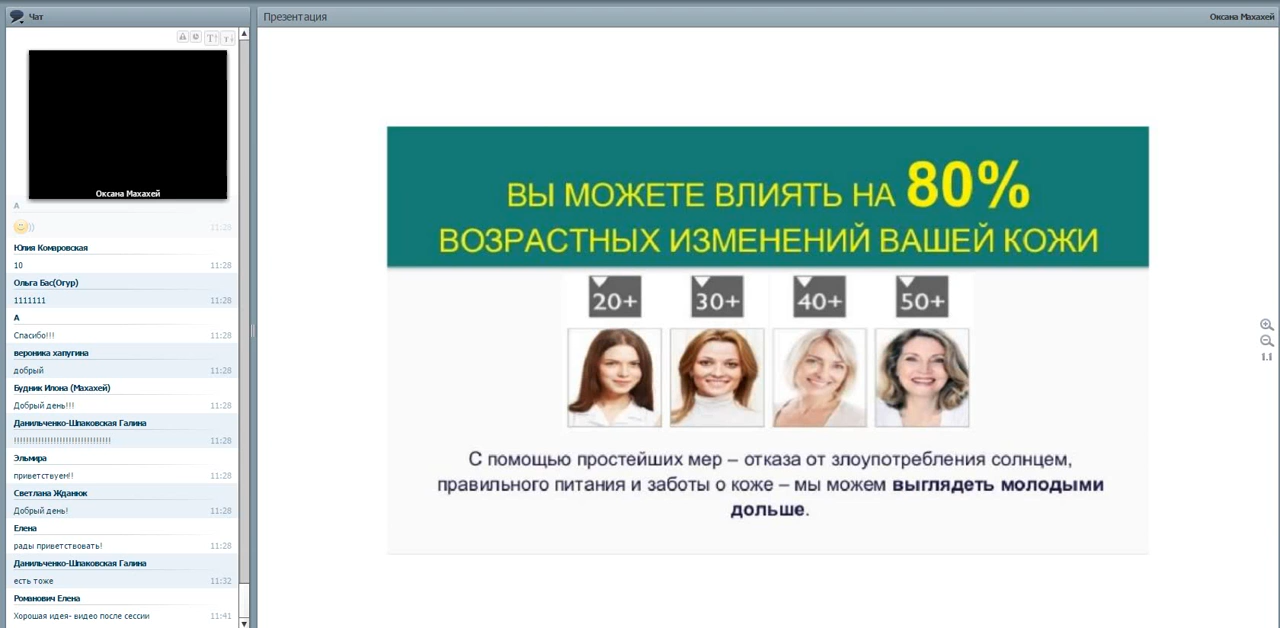 Чат
Оксана Махахей
А
))
11:28
Юлия Комаровская
10
11:28
Ольга Бас(Огур)
1111111
11:28
А
Спасибо!!!
11:28
вероника хапугина
добрый
11:28
Будник Илона (Махахей)
Добрый день!!!
11:28
Данильченко-Шпаковская Галина
11:28
Эльмира
приветствуем!!
11:28
Светлана Жданюк
Добрый день!
11:28
Елена
рады приветствовать!
11:28
Данильченко-Шпаковская Галина
есть тоже
11:32
Романович Елена
Хорошая идея- видео после сессии
11:41
Презентация
Оксана Махахей
ВЫ МОЖЕТЕ ВЛИЯТЬ НА 80%
ВОЗРАСТНЫХ ИЗМЕНЕНИЙ ВАШЕЙ КОЖИ
20+ 30+ 40+ 50+
С помощью простейших мер – отказа от злоупотребления солнцем,
правильного питания и заботы о коже – мы можем выглядеть молодыми
дольше.
1:1